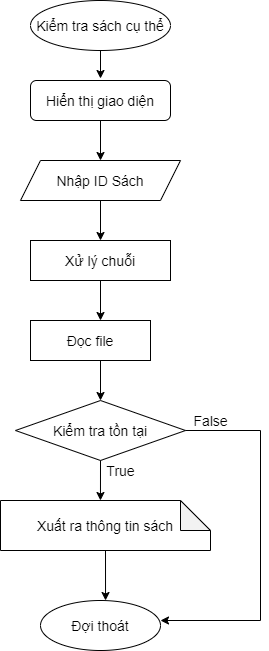 Kiểm tra sách cụ thể
Hiển thị giao diện
Nhập ID Sách
Xử lý chuỗi
Đọc file
Kiểm tra tồn tại
False
True
Xuất ra thông tin sách
Đợi thoát